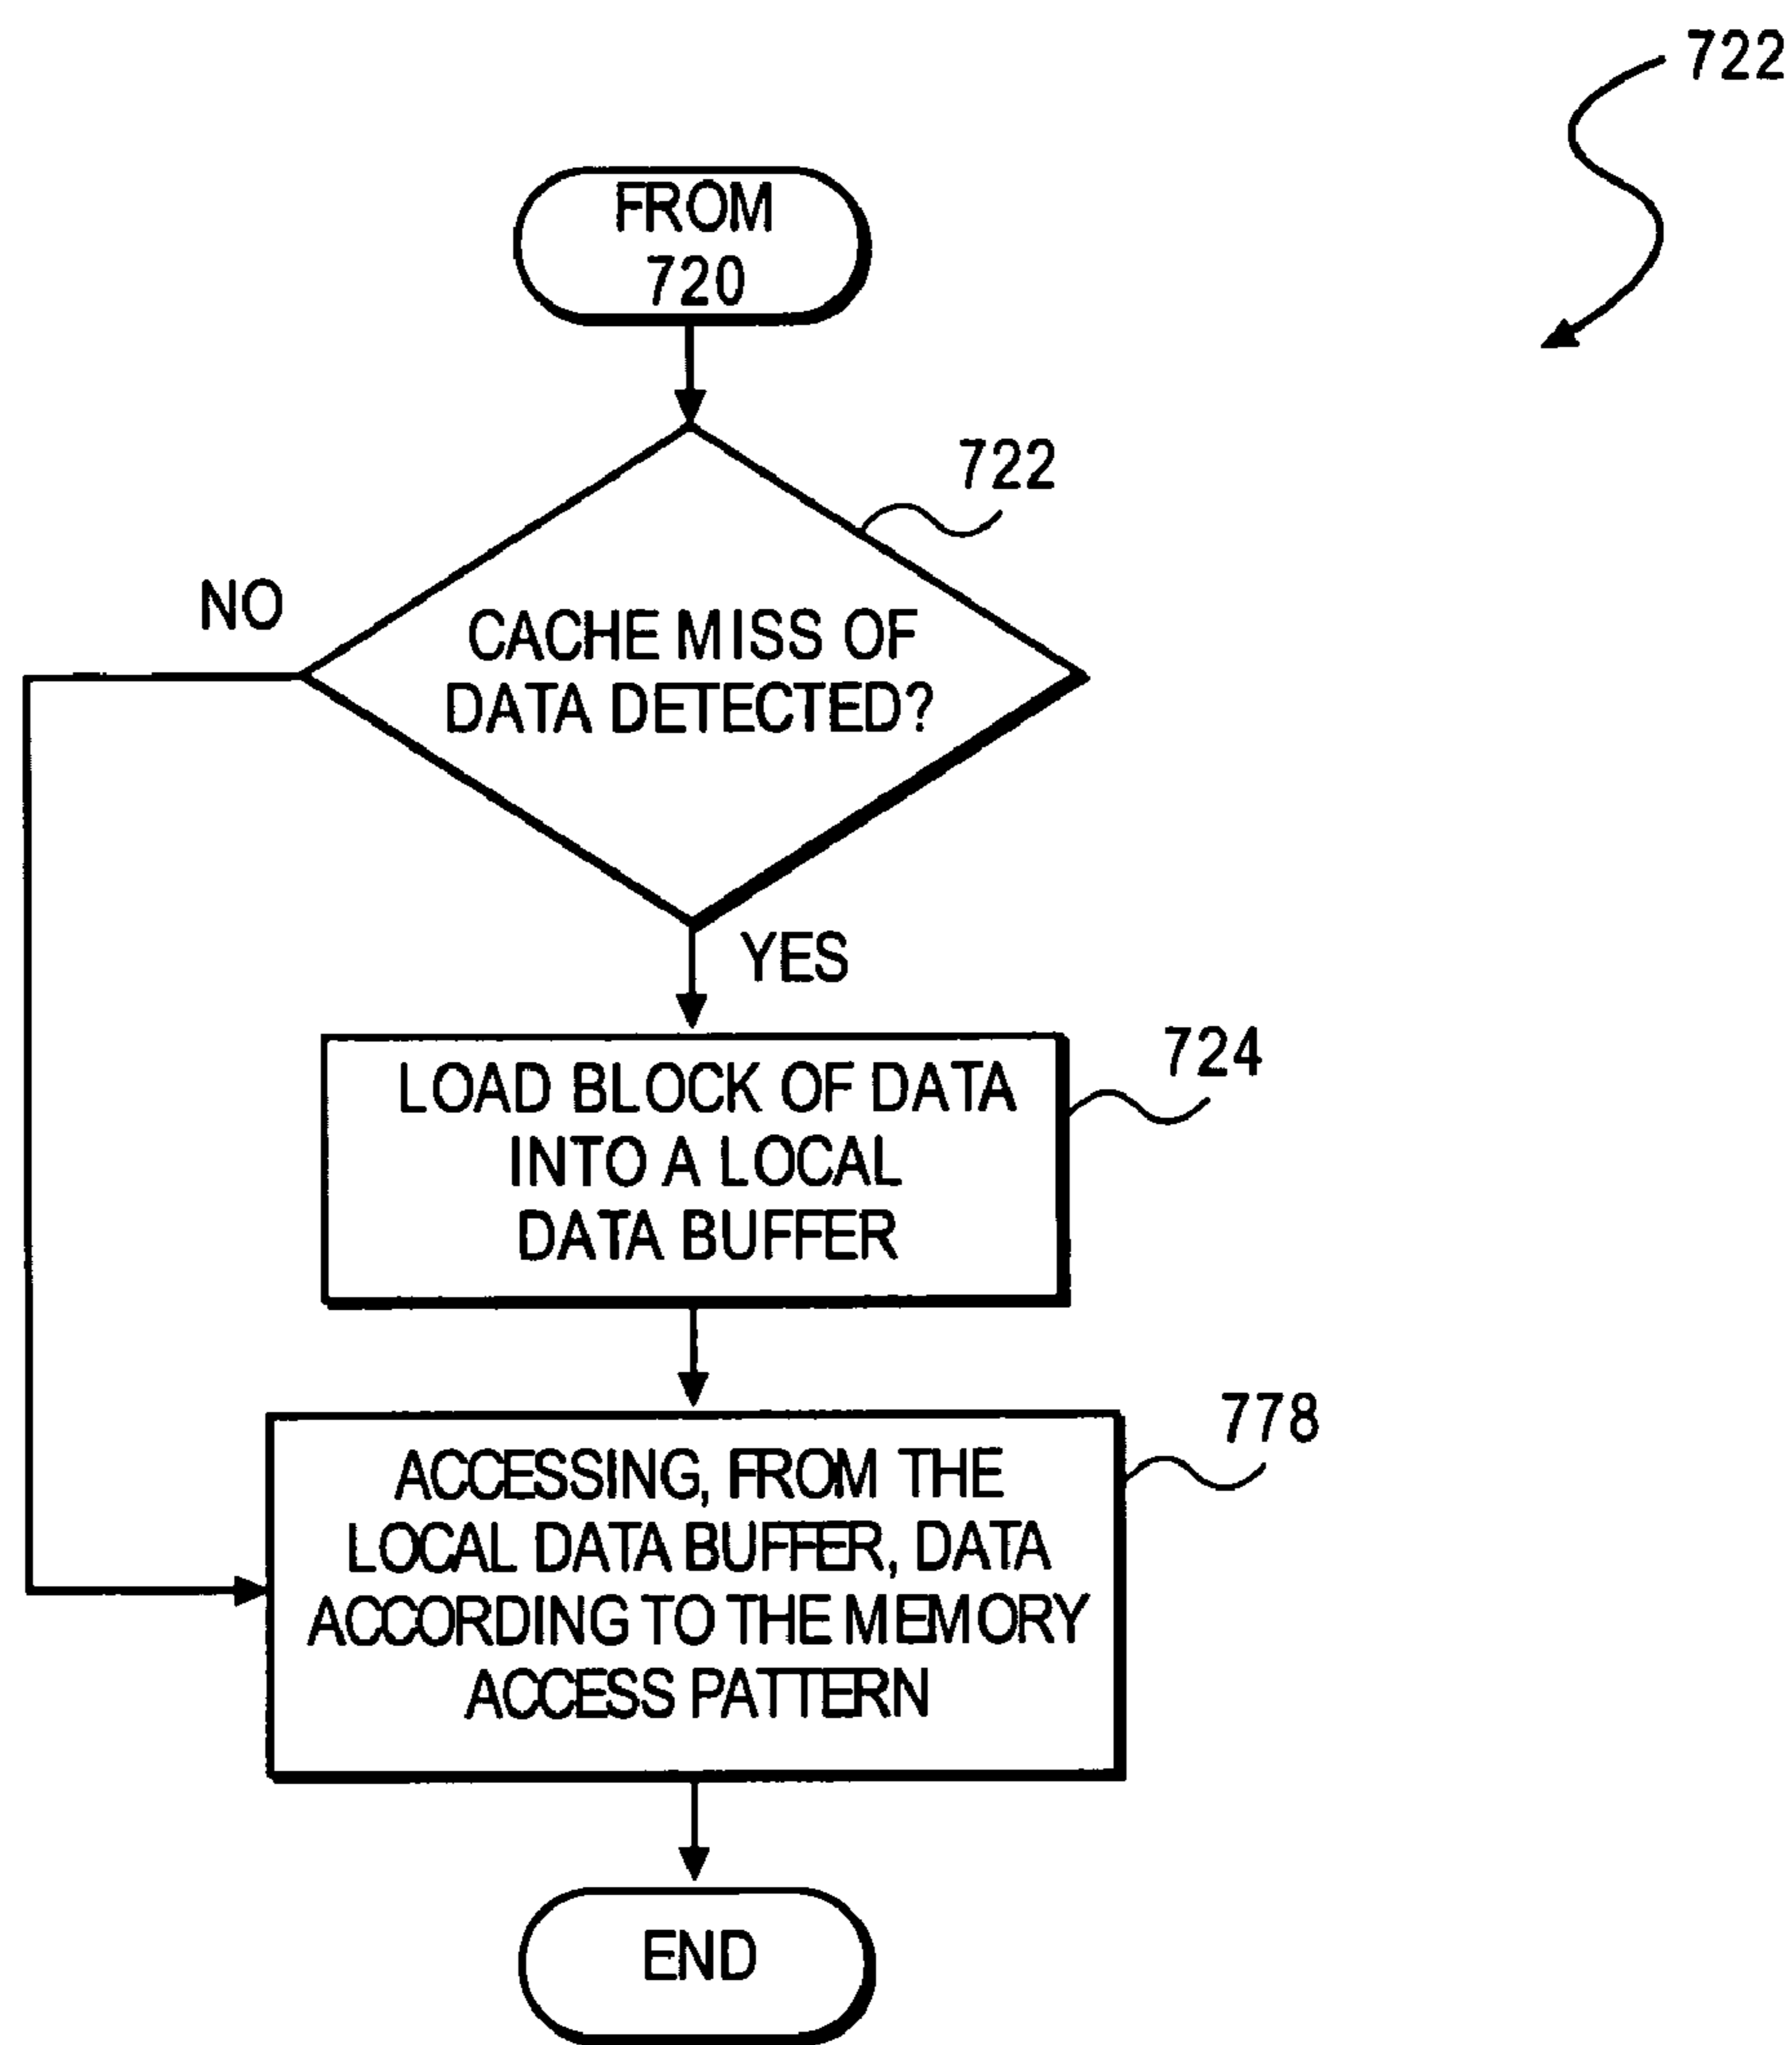 722
FROM
720
722
NO
CACHE MISS OF
DATA DETECTED?
YES
724
LOAD BLOCK OF DATA
INTO A LOCAL
DATA BUFFER
778
ACCESSING, FROM THE
LOCAL DATA BUFFER, DATA
ACCORDING TO THE MEMORY
ACCESS PATTERN
END